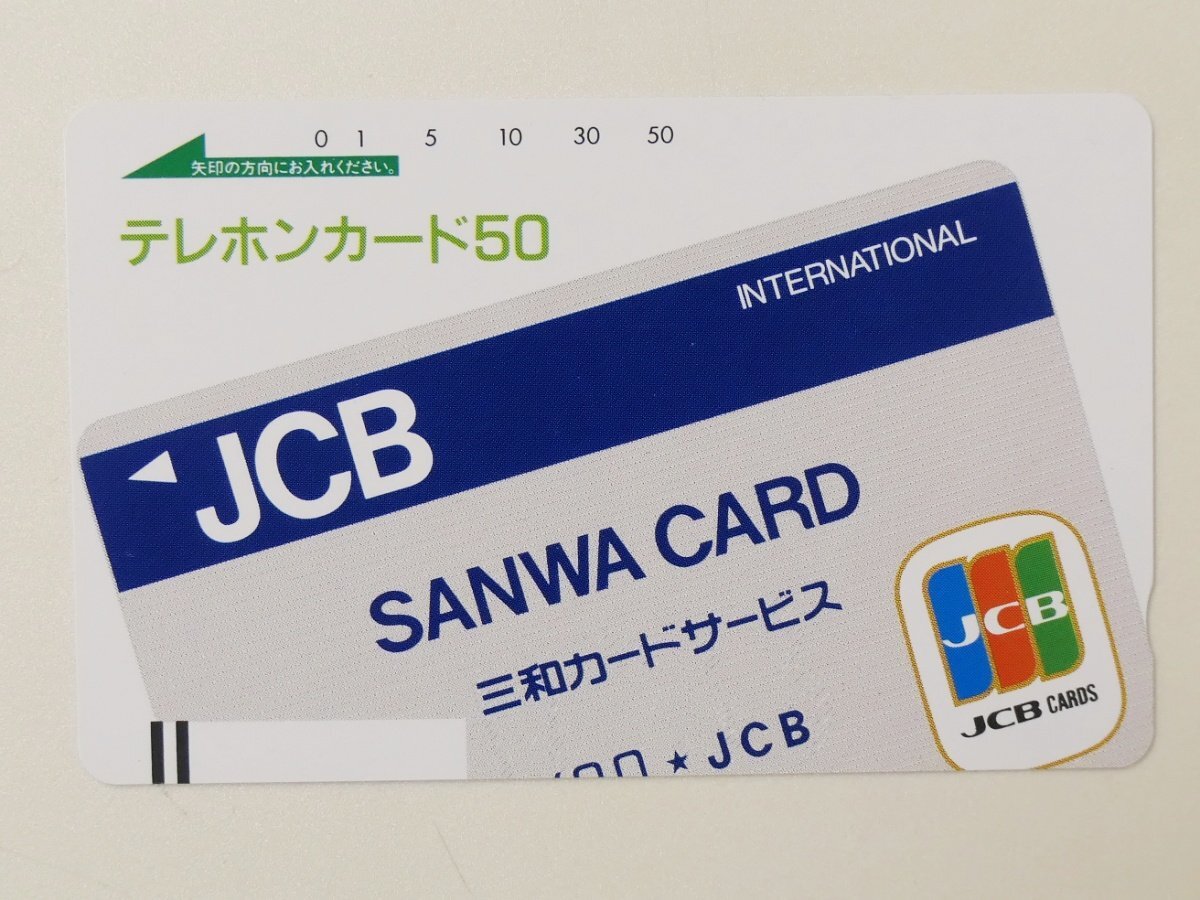 0 1 5 10 30 50
矢印の方向にお入れください。
テレホンカード50
INTERNATIONAL
JCB
SANWA CARD
三和カードサービス
★JCB
JCB
JCB CARDS